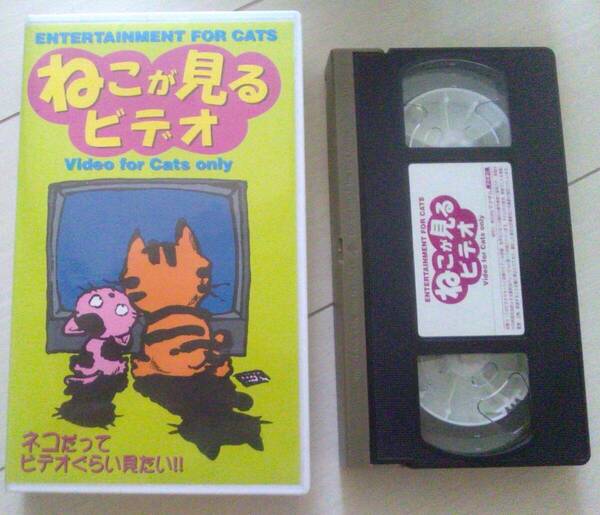 ENTERTAINMENT FOR CATS
ねこが見る
ビデオ
Video for Cats only
ネコだって
ビデオぐらい見たい!!
ENTERTAINMENT FOR CATS
ねこが見る
ビデオ
Video for Cats only